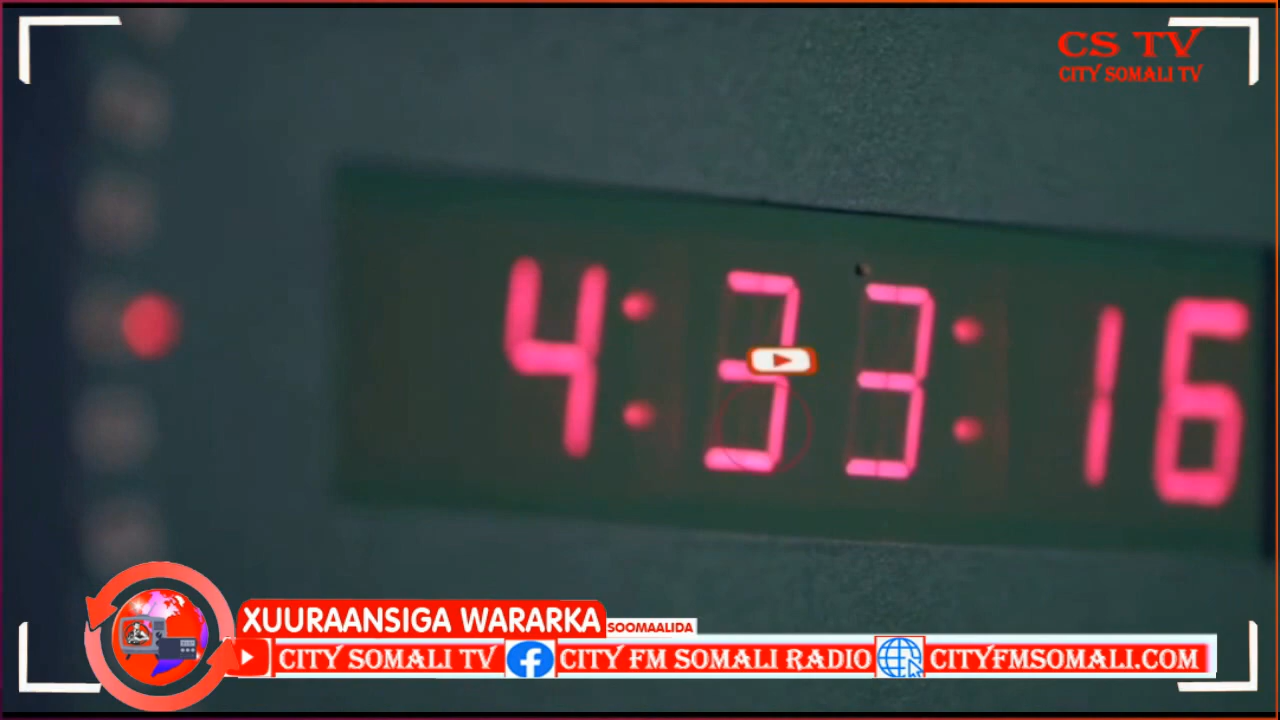 CS TV
CITY SOMALI TV
4:33:16
XUURAANSIGA WARARKA
SOOMAALIDA
CITY SOMALI TV CITY FM SOMALI RADIO CITYFMSOMALI.COM